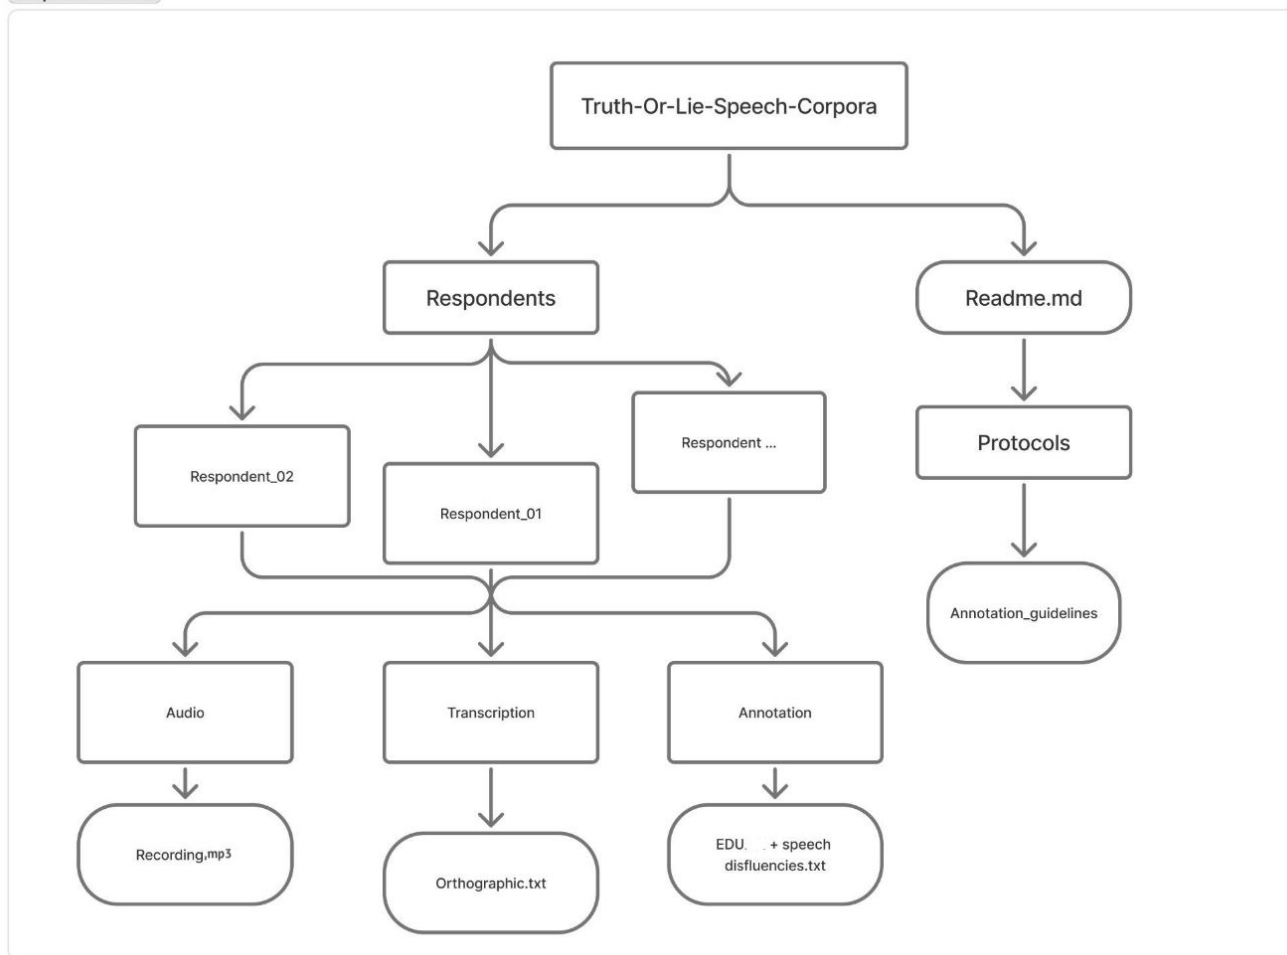 Truth-Or-Lie-Speech-Corpora
Respondents
Readme.md
Respondent_02
Respondent_01
Respondent ...
Protocols
Annotation_guidelines
Audio
Transcription
Annotation
Recording,mp3
Orthographic.txt
EDU. . + speech
disfluencies.txt